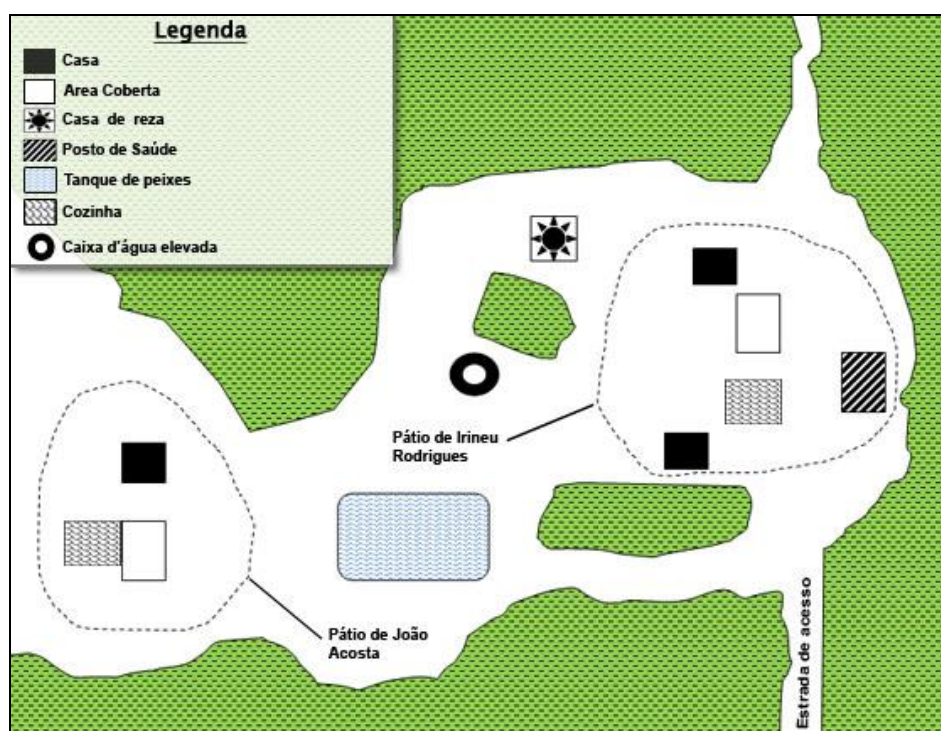 Legenda
Casa
Area Coberta
Casa de reza
Posto de Saúde
Tanque de peixes
Cozinha
Caixa d'água elevada
Pátio de Irineu
Rodrigues
Pátio de João
Acosta
Estrada de acesso